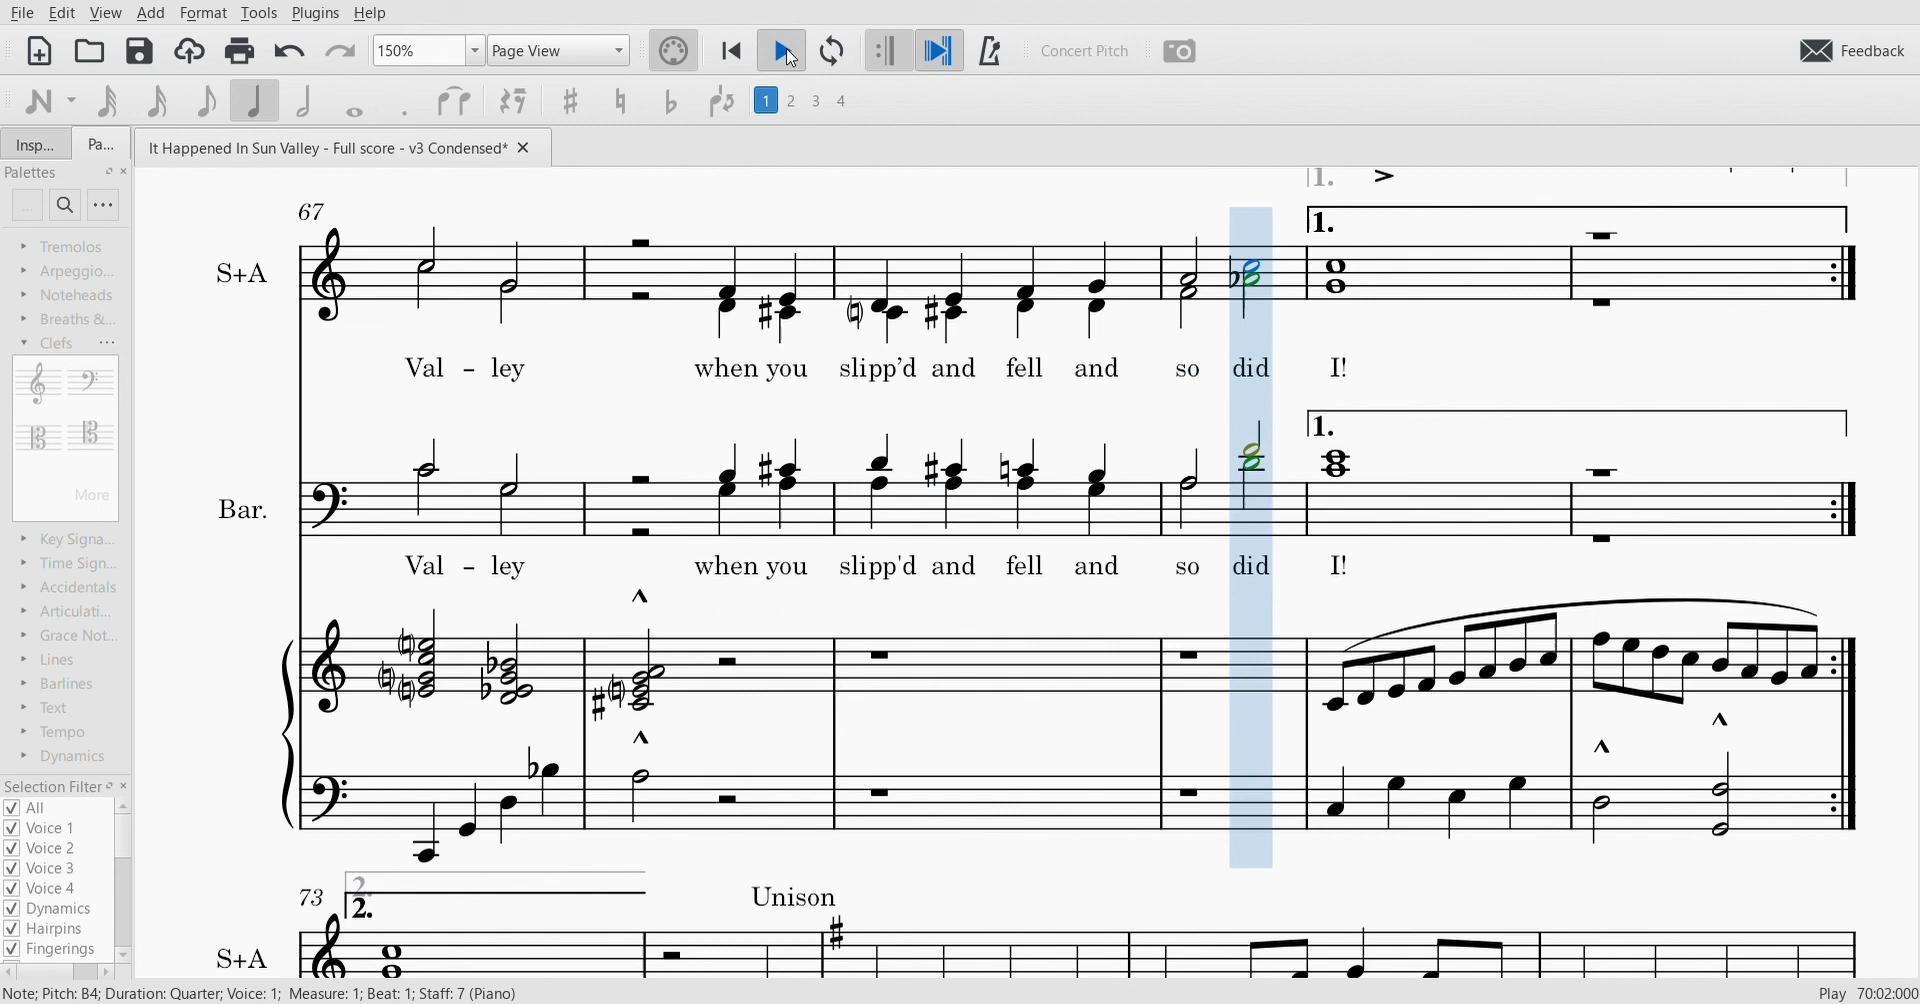 File Edit View Add Format Tools Plugins Help
150% Page View Concert Pitch Feedback
1 2 3 4
Insp... Pa... It Happened In Sun Valley - Full score - v3 Condensed*
Palettes
...
Tremolos
Arpeggio...
Noteheads
Breaths &...
Clefs
More
Key Signa...
Time Sign...
Accidentals
Articulati...
Grace Not...
Lines
Barlines
Text
Tempo
Dynamics
Selection Filter
All
Voice 1
Voice 2
Voice 3
Voice 4
Dynamics
Hairpins
Fingerings
1.
67
1.
S+A
Val - ley when you slipp’d and fell and so did I!
1.
Bar.
Val - ley when you slipp'd and fell and so did I!
2.
73 2. Unison
S+A
Note; Pitch: B4; Duration: Quarter; Voice: 1; Measure: 1; Beat: 1; Staff: 7 (Piano) Play 70:02:000